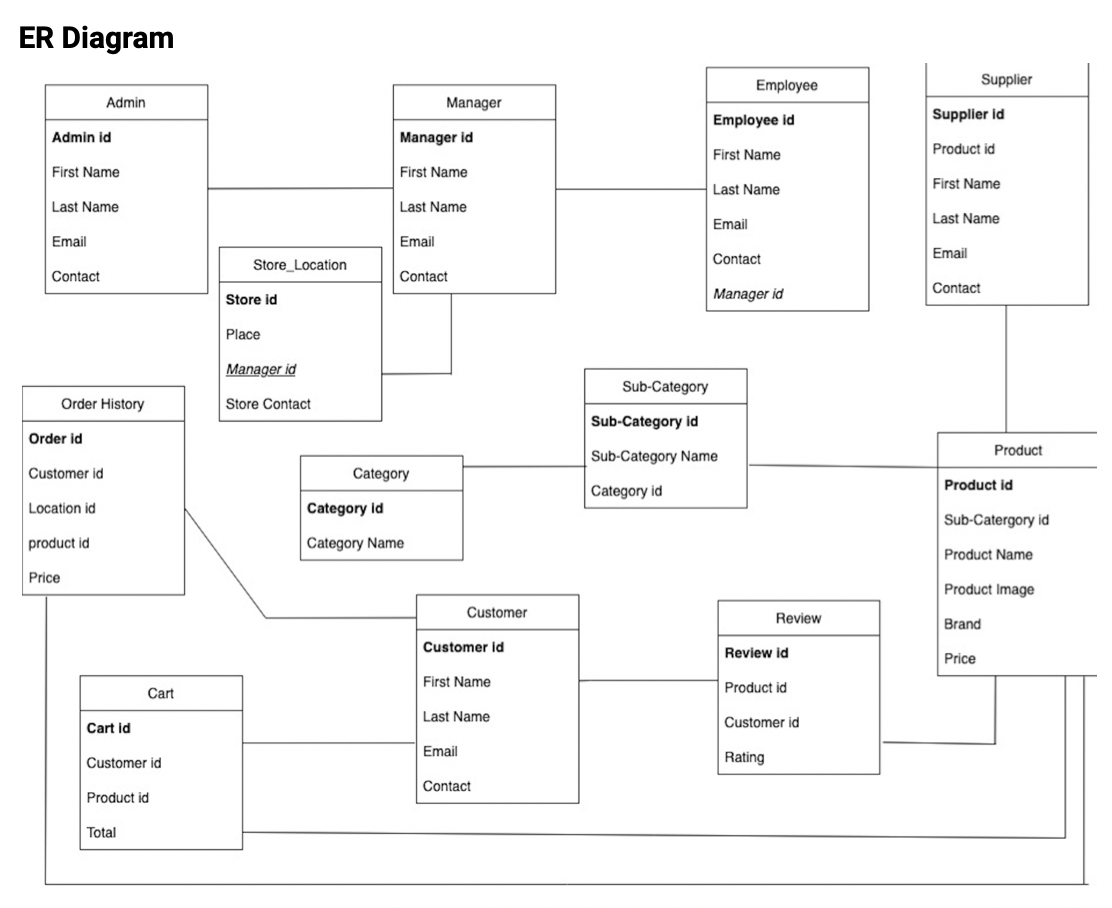 ER Diagram
Admin
Admin id
First Name
Last Name
Email
Contact
Manager
Manager id
First Name
Last Name
Email
Contact
Employee
Employee id
First Name
Last Name
Email
Contact
Manager id
Supplier
Supplier id
Product id
First Name
Last Name
Email
Contact
Store_Location
Store id
Place
Manager id
Store Contact
Order History
Order id
Customer id
Location id
product id
Price
Category
Category id
Category Name
Sub-Category
Sub-Category id
Sub-Category Name
Category id
Product
Product id
Sub-Catergory id
Product Name
Product Image
Brand
Price
Customer
Customer id
First Name
Last Name
Email
Contact
Review
Review id
Product id
Customer id
Rating
Cart
Cart id
Customer id
Product id
Total